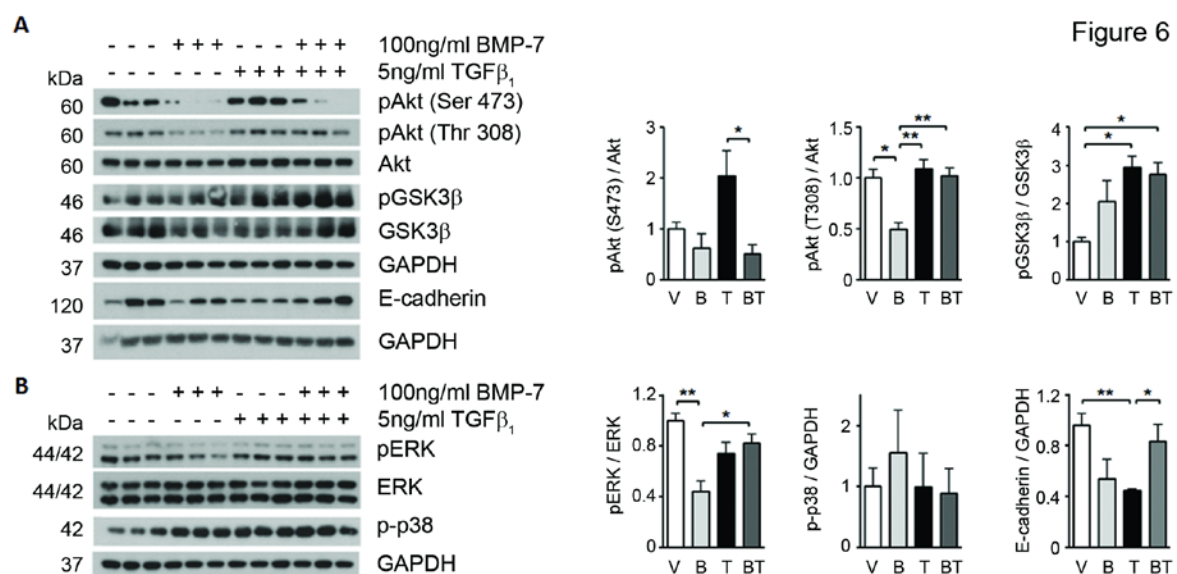 Figure 6
A
- - - + + + - - - + + + 100ng/ml BMP-7
- - - - - - + + + + + + 5ng/ml TGFβ1
kDa
60 pAkt (Ser 473)
60 pAkt (Thr 308)
60 Akt
46 pGSK3β
46 GSK3β
37 GAPDH
120 E-cadherin
37 GAPDH
pAkt (S473) / Akt
3
2
1
0
*
V B T BT
pAkt (T308) / Akt
1.5
1.0
0.5
0
* ** **
V B T BT
pGSK3β / GSK3β
4
3
2
1
0
* *
V B T BT
B
- - - + + + - - - + + + 100ng/ml BMP-7
- - - - - - + + + + + + 5ng/ml TGFβ1
kDa
44/42 pERK
44/42 ERK
42 p-p38
37 GAPDH
pERK / ERK
1.2
0.8
0.4
0
** *
V B T BT
p-p38 / GAPDH
2
1
0
V B T BT
E-cadherin / GAPDH
1.2
0.8
0.4
0
** *
V B T BT